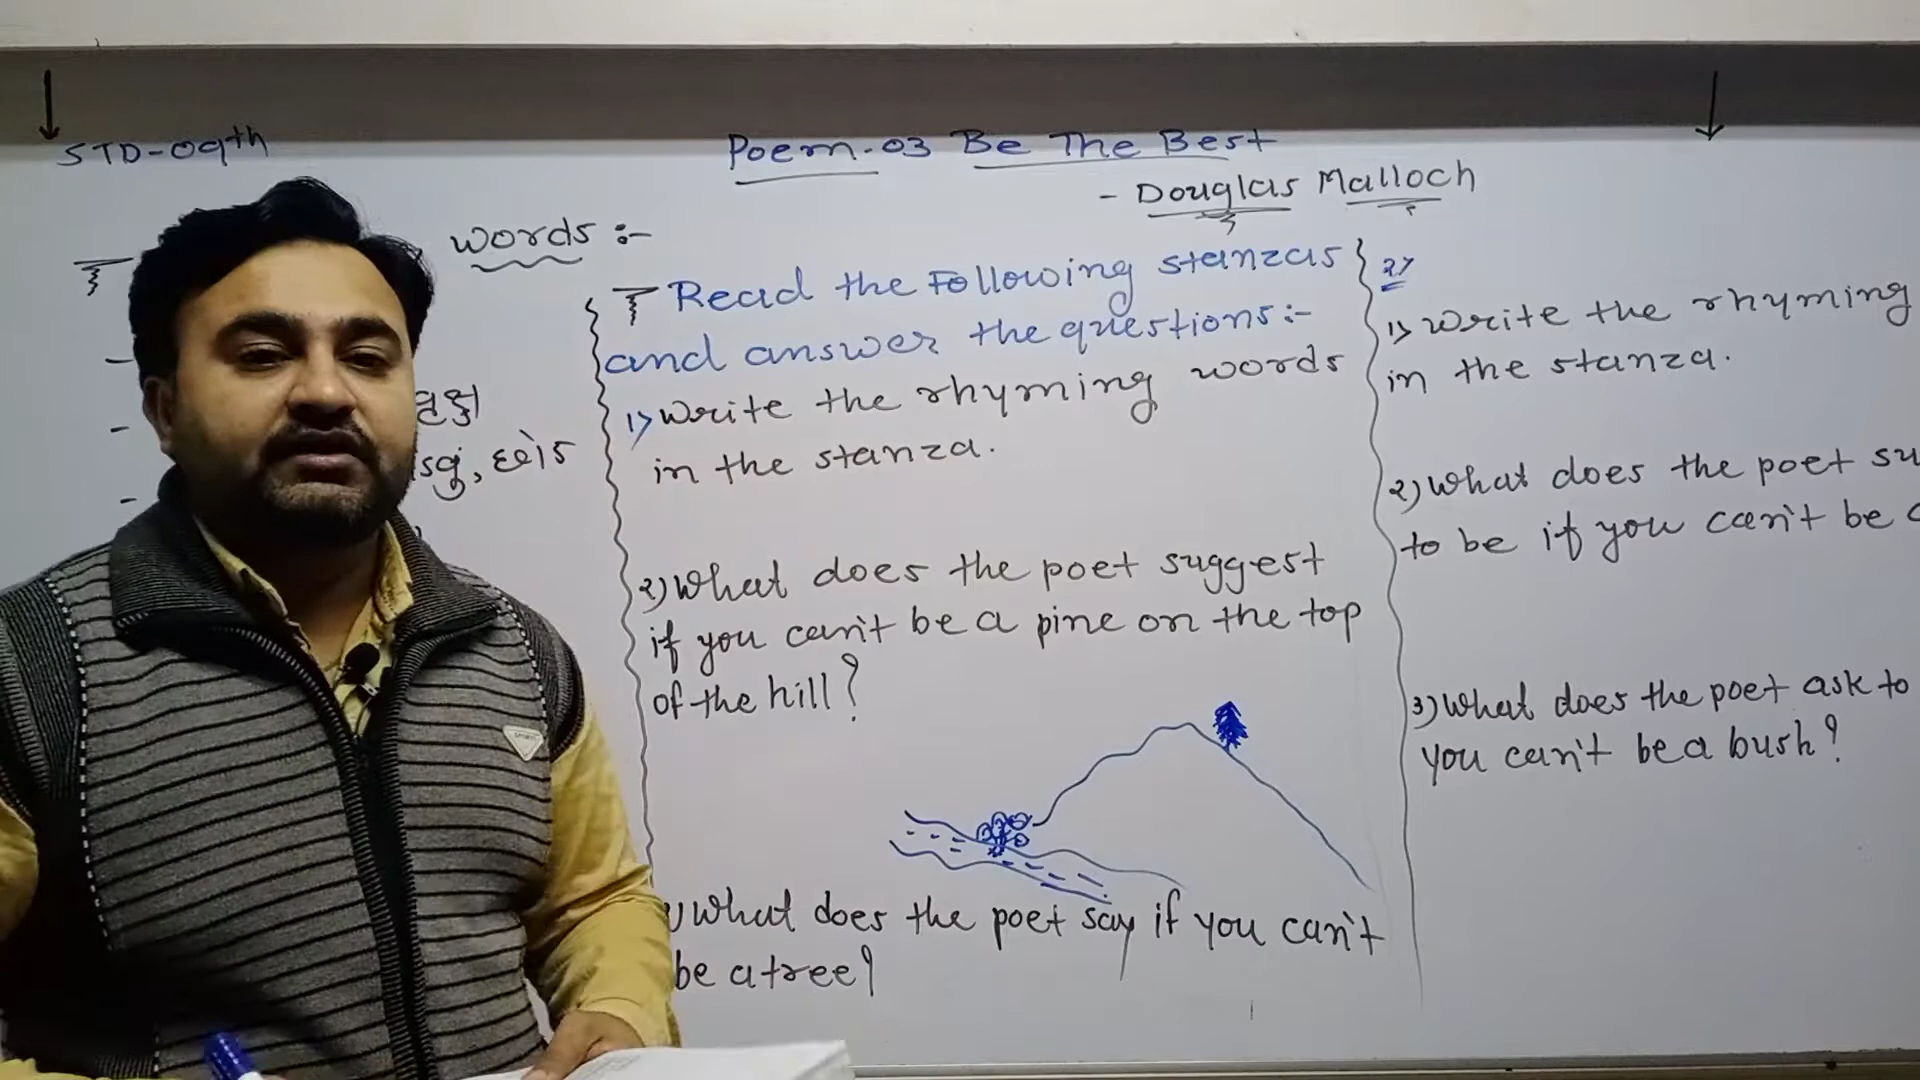 STD-09th
Poem-03 Be The Best
- Douglas Malloch
words :-
Read the Following stanzas
and answer the questions:-
1) Write the rhyming words
in the stanza.
2) What does the poet suggest
if you can't be a pine on the top
of the hill?
) What does the poet say if you can't
be a tree?
2)
1) Write the rhyming
in the stanza.
2) What does the poet su
to be if you can't be a
3) What does the poet ask to
you can't be a bush?